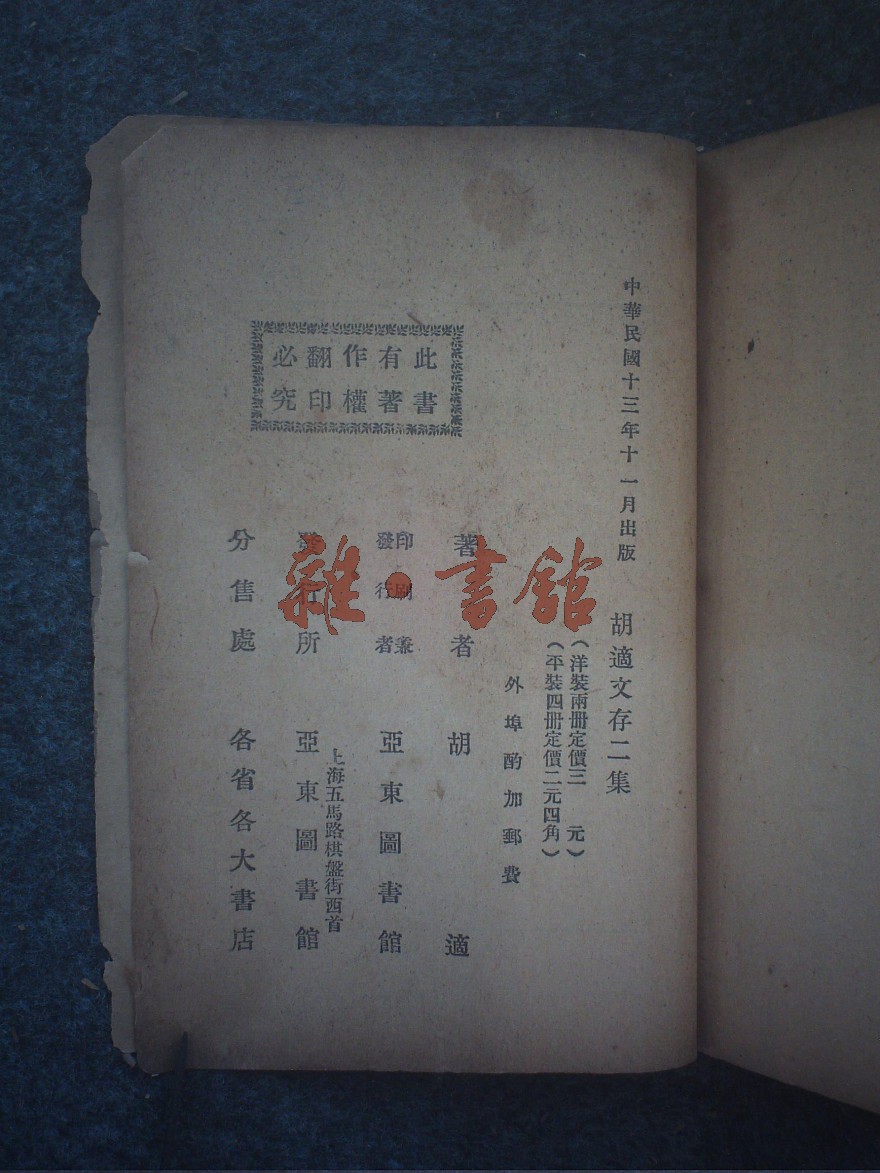 中華民國十三年十一月出版
胡適文存二集
（洋裝兩册定價三　元）
（平裝四册定價二元四角）
外埠酌加郵費
著者　胡適
印刷兼發行者　亞東圖書館
上海五馬路棋盤街西首
發行所　亞東圖書館
分售處　各省各大書店
此書
有著
作權
翻印
必究
雜·書館